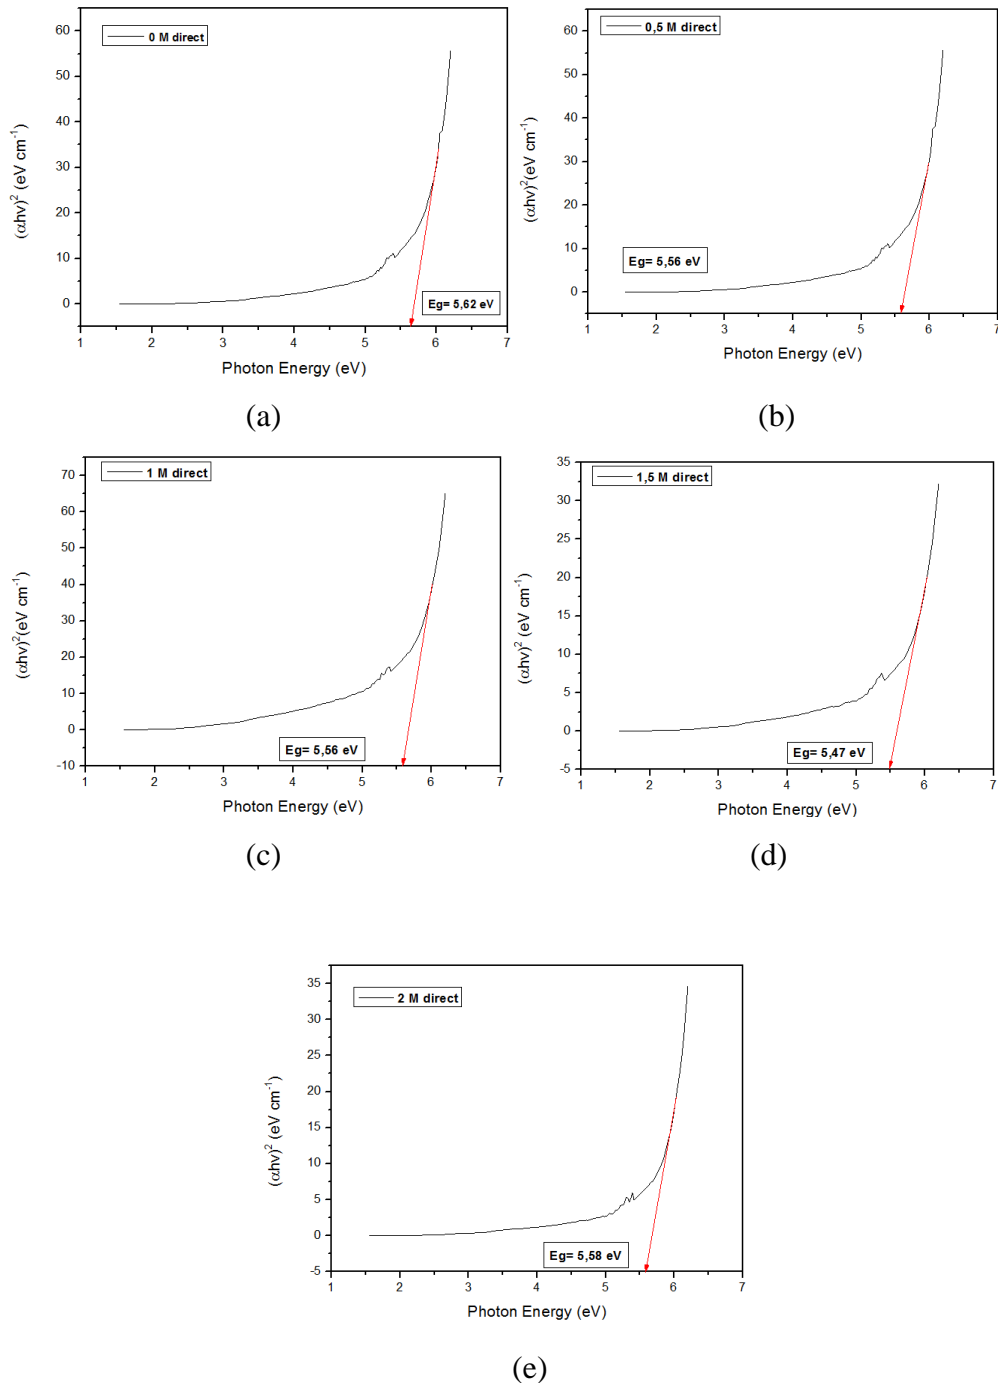 0 M direct
60
50
40
30
20
10
0
(αhv)² (eV cm⁻¹)
Eg= 5,62 eV
1 2 3 4 5 6 7
Photon Energy (eV)
(a)
0,5 M direct
60
50
40
30
20
10
0
(αhv)²(eV cm⁻¹)
Eg= 5,56 eV
1 2 3 4 5 6 7
Photon Energy (eV)
(b)
1 M direct
70
60
50
40
30
20
10
0
-10
(αhv)²(eV cm⁻¹)
Eg= 5,56 eV
1 2 3 4 5 6 7
Photon Energy (eV)
(c)
1,5 M direct
35
30
25
20
15
10
5
0
-5
(αhv)² (eV cm⁻¹)
Eg= 5,47 eV
1 2 3 4 5 6 7
Photon Energy (eV)
(d)
2 M direct
35
30
25
20
15
10
5
0
-5
(αhv)² (eV cm⁻¹)
Eg= 5,58 eV
1 2 3 4 5 6 7
Photon Energy (eV)
(e)